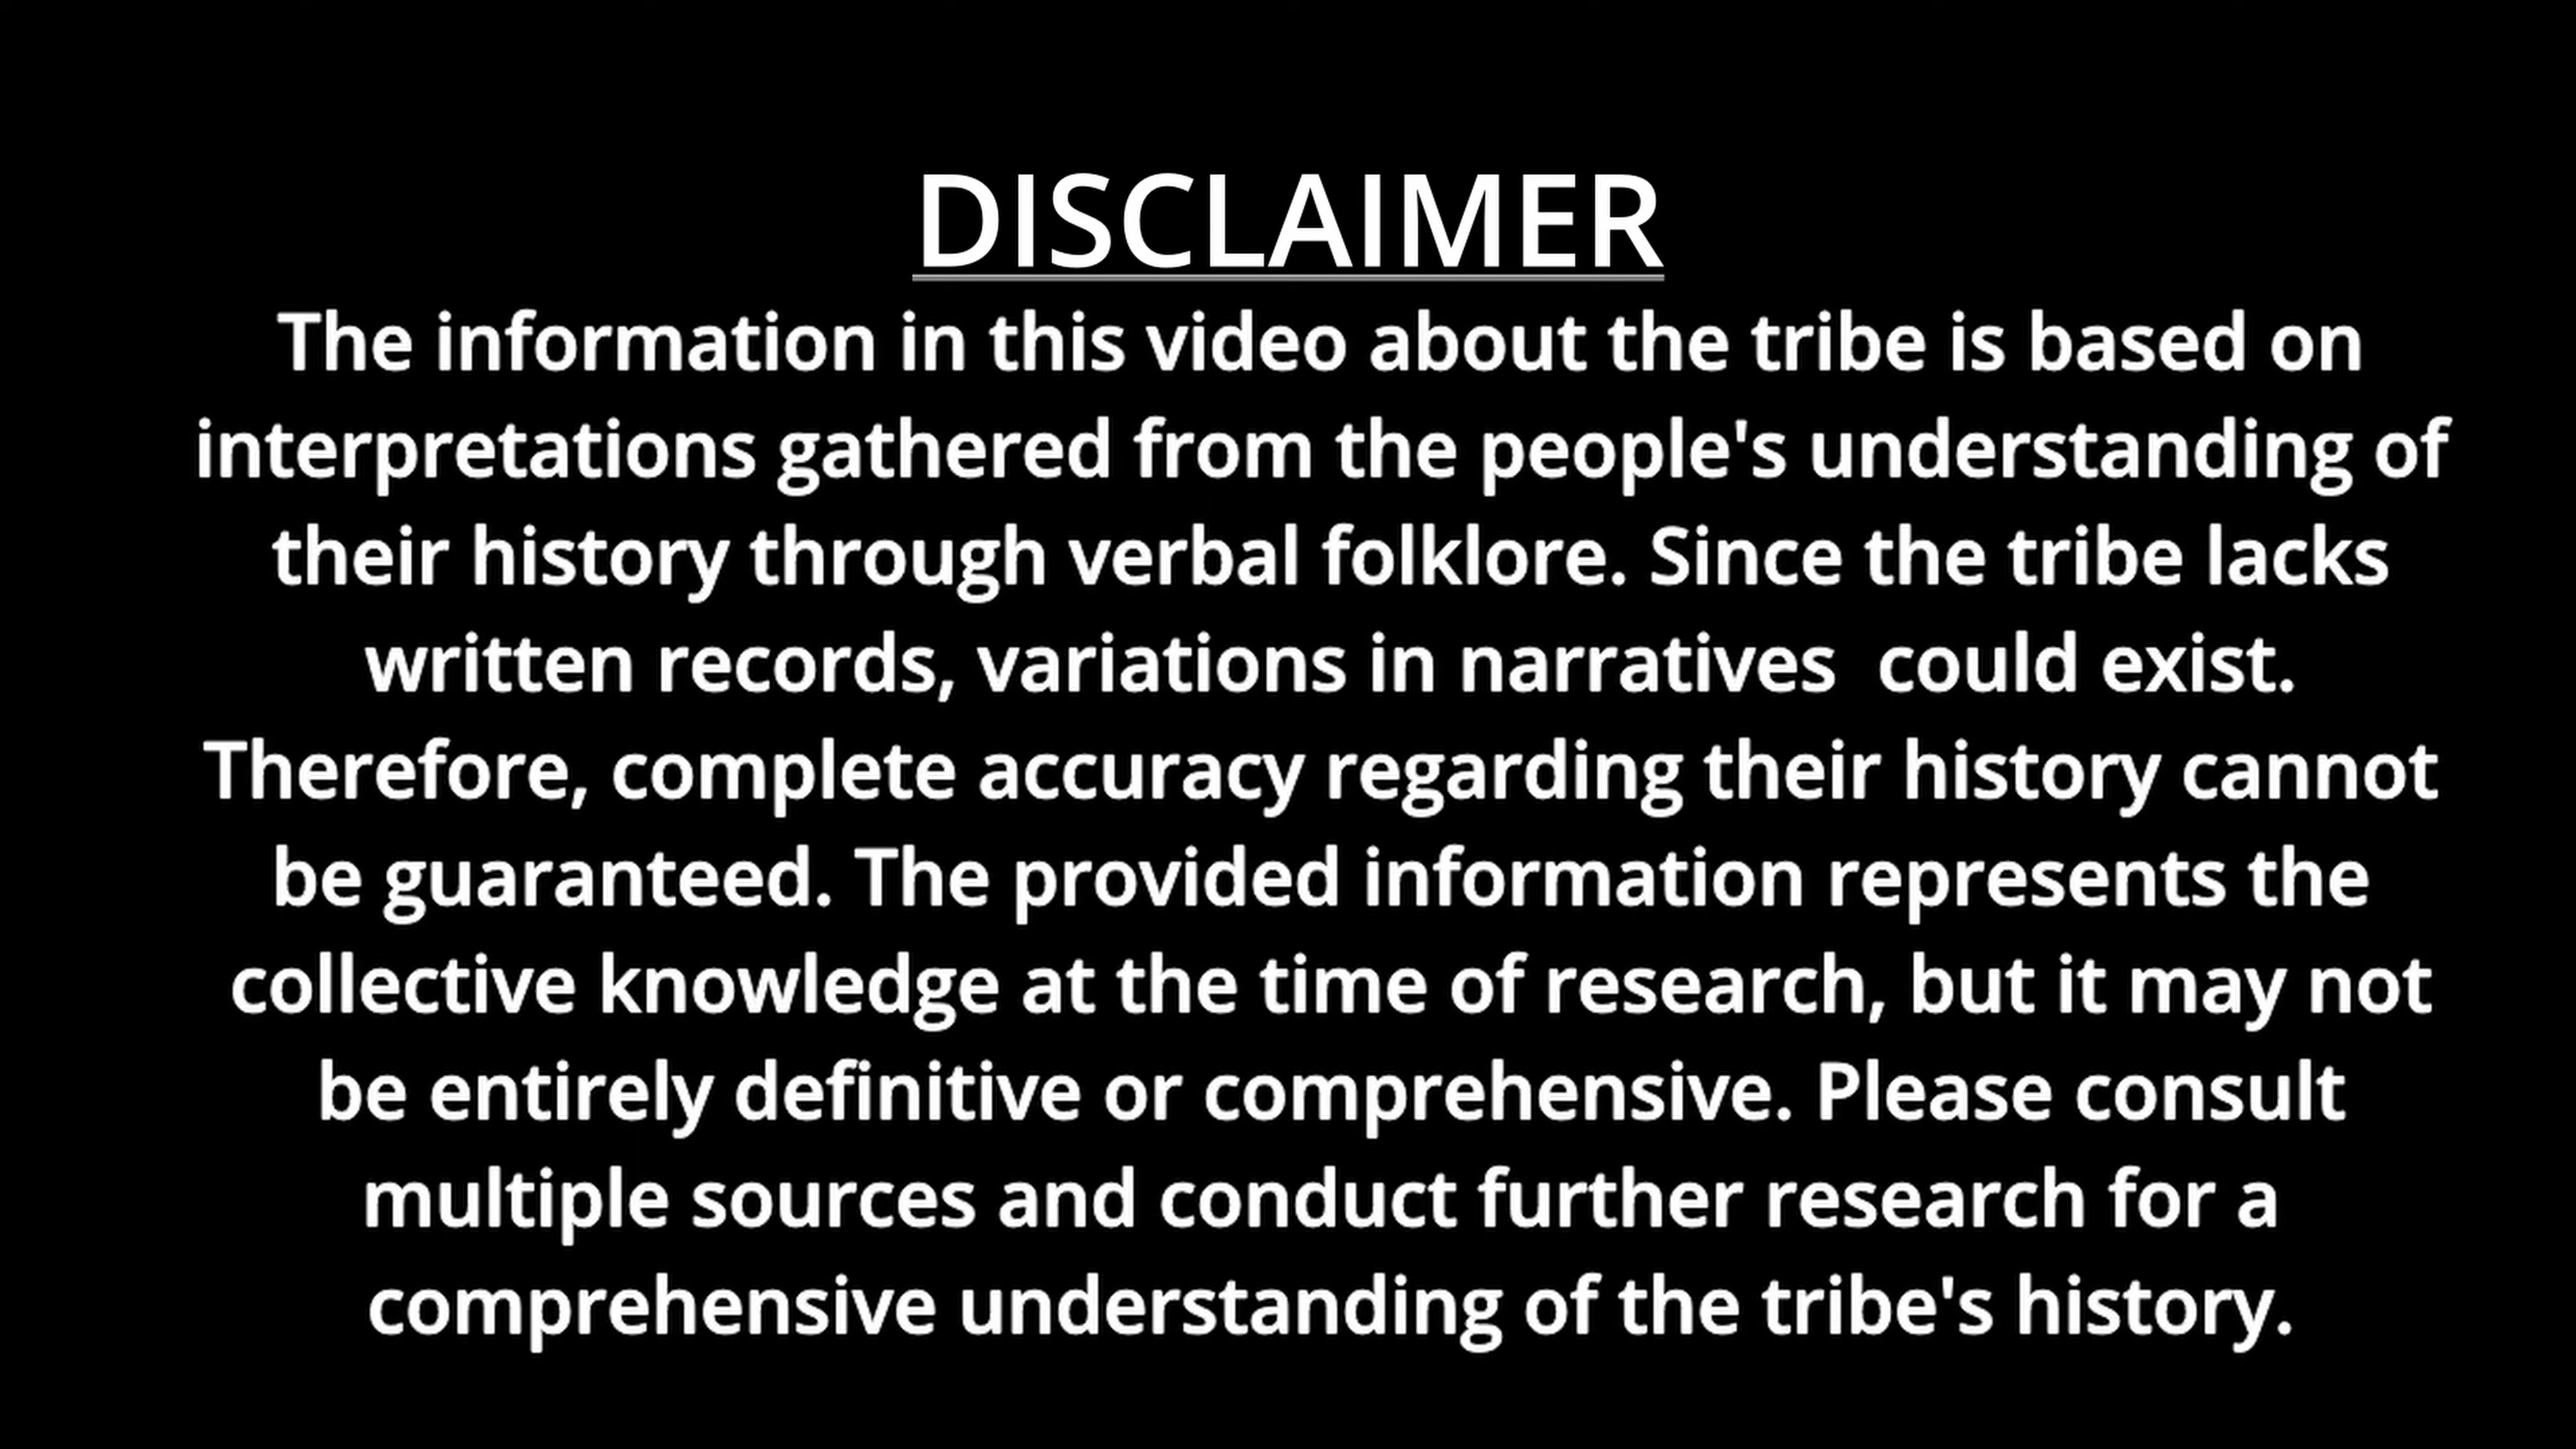 DISCLAIMER
The information in this video about the tribe is based on
interpretations gathered from the people's understanding of
their history through verbal folklore. Since the tribe lacks
written records, variations in narratives  could exist.
Therefore, complete accuracy regarding their history cannot
be guaranteed. The provided information represents the
collective knowledge at the time of research, but it may not
be entirely definitive or comprehensive. Please consult
multiple sources and conduct further research for a
comprehensive understanding of the tribe's history.